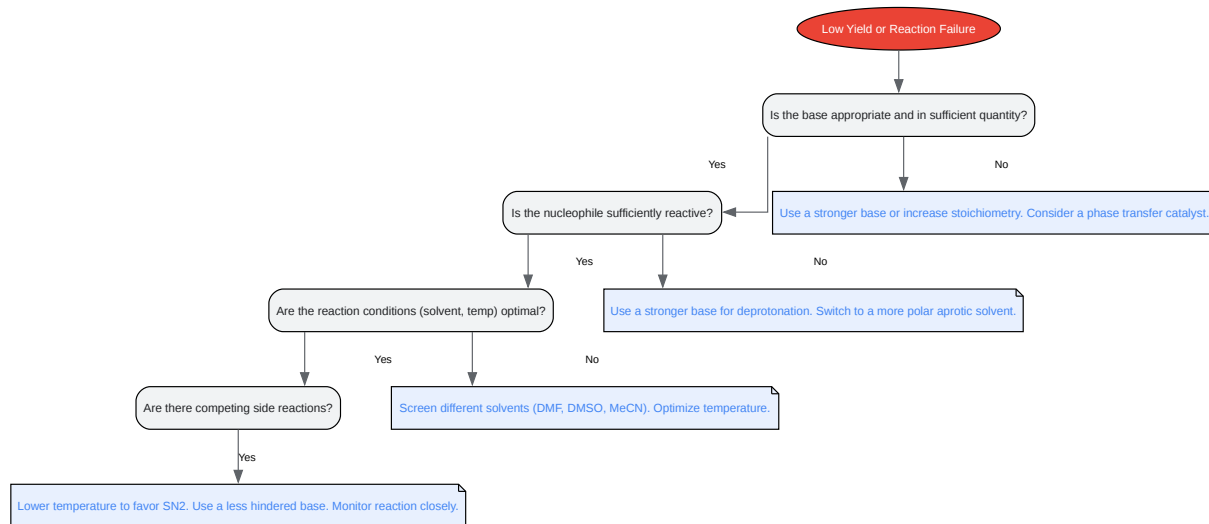 Low Yield or Reaction Failure
Is the base appropriate and in sufficient quantity?
Yes
No
Is the nucleophile sufficiently reactive?
Use a stronger base or increase stoichiometry. Consider a phase transfer catalyst.
Yes
No
Are the reaction conditions (solvent, temp) optimal?
Use a stronger base for deprotonation. Switch to a more polar aprotic solvent.
Yes
No
Are there competing side reactions?
Screen different solvents (DMF, DMSO, MeCN). Optimize temperature.
Yes
Lower temperature to favor SN2. Use a less hindered base. Monitor reaction closely.